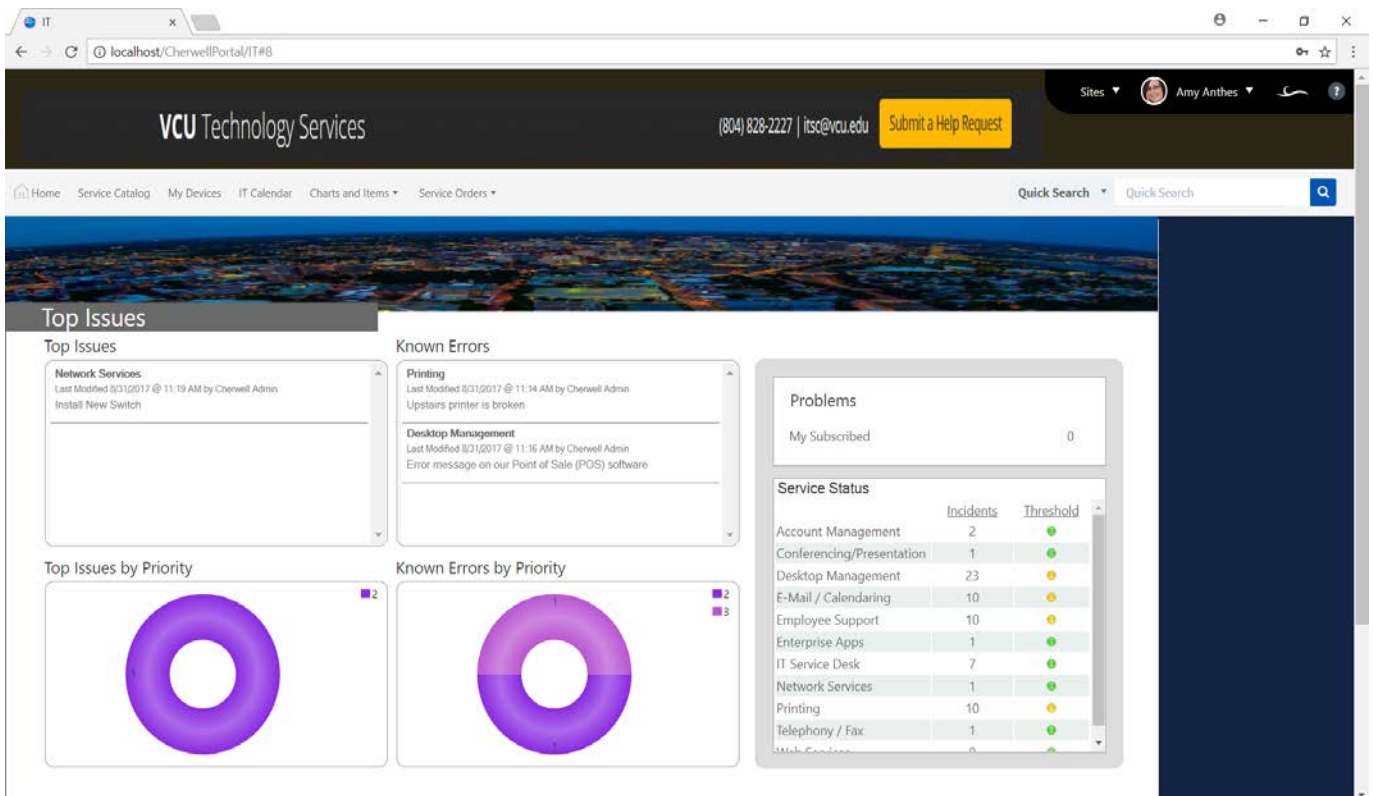 IT
localhost/CherwellPortal/IT#8
Sites
Amy Anthes
VCU Technology Services
(804) 828-2227 | itsc@vcu.edu
Submit a Help Request
Home Service Catalog My Devices IT Calendar Charts and Items Service Orders
Quick Search Quick Search
Top Issues
Top Issues
Network Services
Last Modified 8/31/2017 @ 11:19 AM by Cherwell Admin
Install New Switch
Known Errors
Printing
Last Modified 8/31/2017 @ 11:14 AM by Cherwell Admin
Upstairs printer is broken
Desktop Management
Last Modified 8/31/2017 @ 11:16 AM by Cherwell Admin
Error message on our Point of Sale (POS) software
Problems
My Subscribed 0
Service Status
Incidents Threshold
Account Management 2
Conferencing/Presentation 1
Desktop Management 23
E-Mail / Calendaring 10
Employee Support 10
Enterprise Apps 1
IT Service Desk 7
Network Services 1
Printing 10
Telephony / Fax 1
Top Issues by Priority
2
1
Known Errors by Priority
2
3
1
1